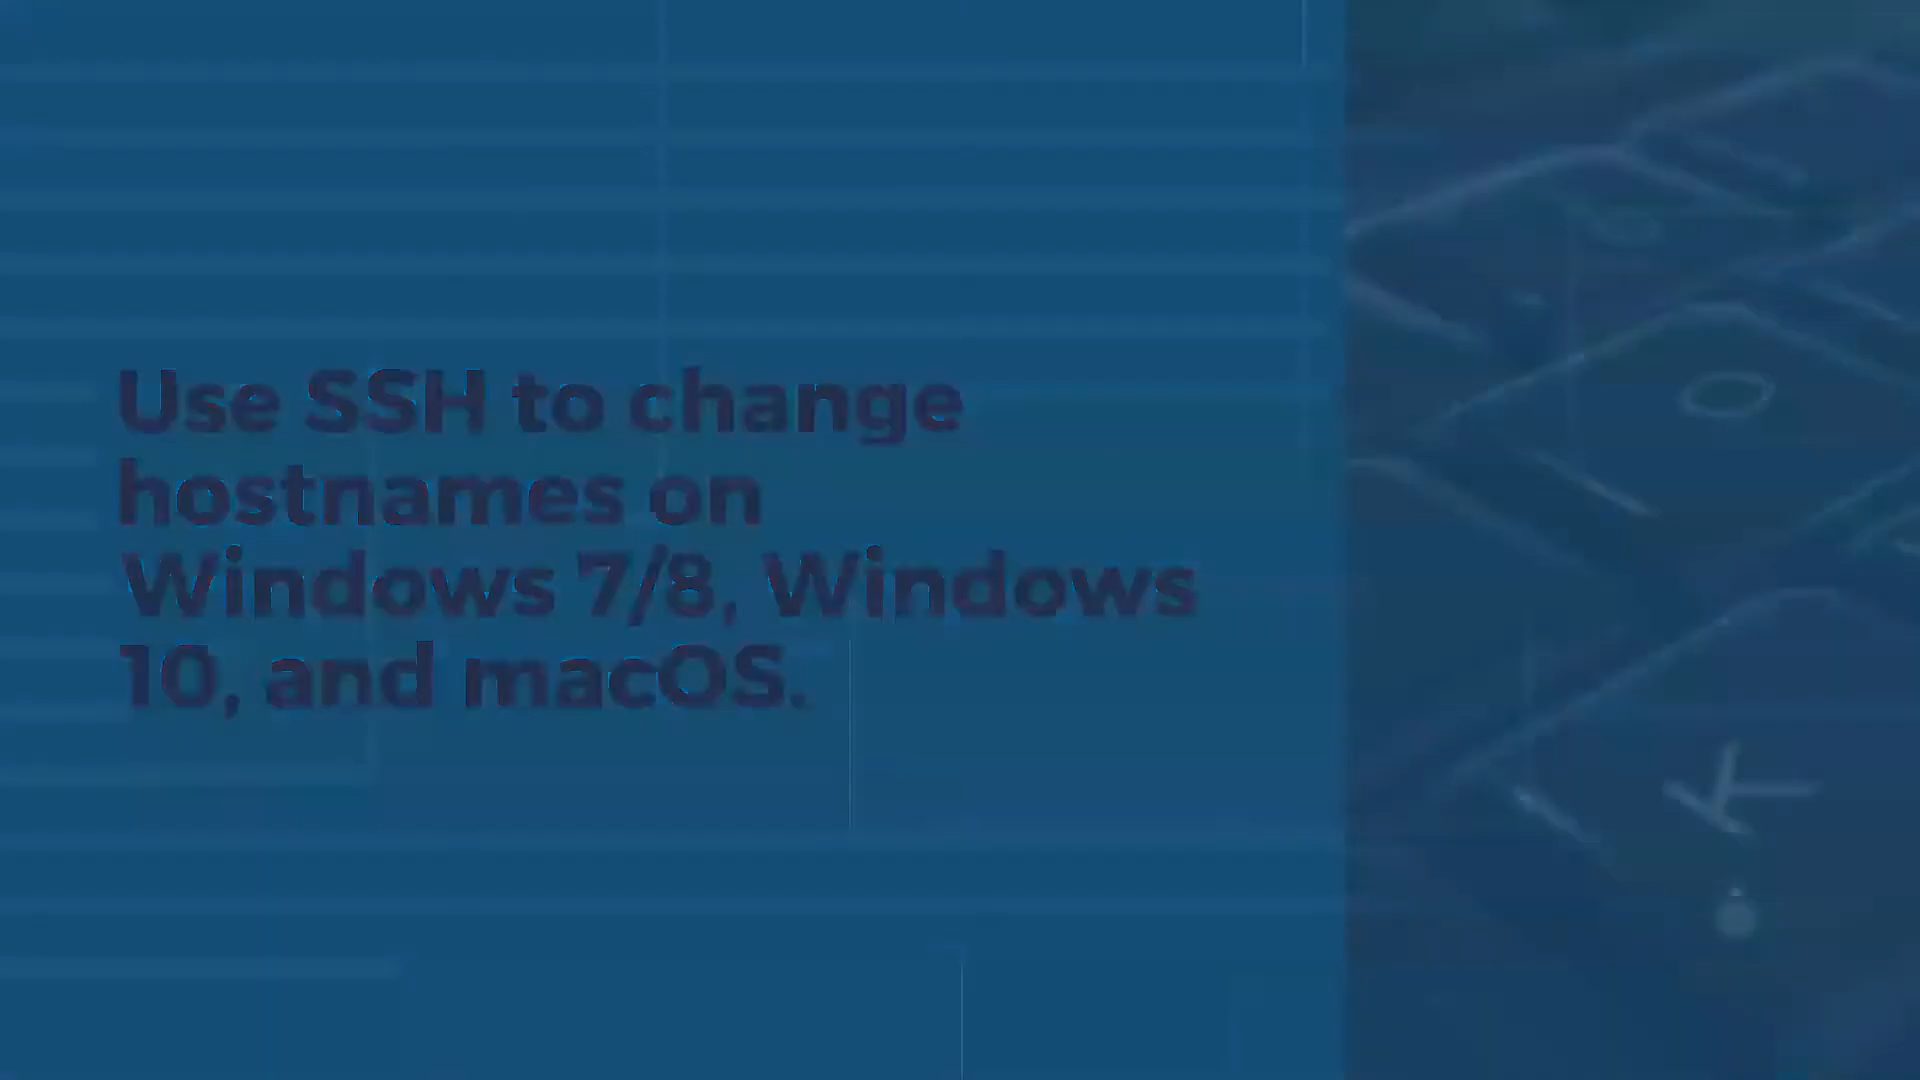 Use SSH to change
hostnames on
Windows 7/8, Windows
10, and macOS.
O
K